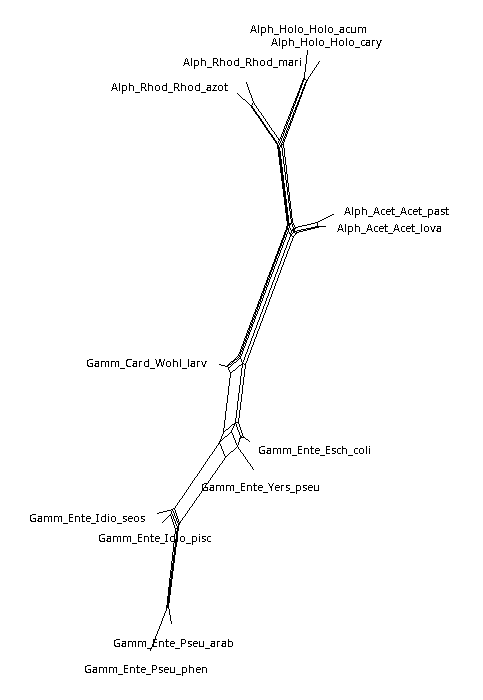 Alph_Holo_Holo_acum
Alph_Holo_Holo_cary
Alph_Rhod_Rhod_mari
Alph_Rhod_Rhod_azot
Alph_Acet_Acet_past
Alph_Acet_Acet_lova
Gamm_Card_Wohl_larv
Gamm_Ente_Esch_coli
Gamm_Ente_Yers_pseu
Gamm_Ente_Idio_seos
Gamm_Ente_Idio_pisc
Gamm_Ente_Pseu_arab
Gamm_Ente_Pseu_phen